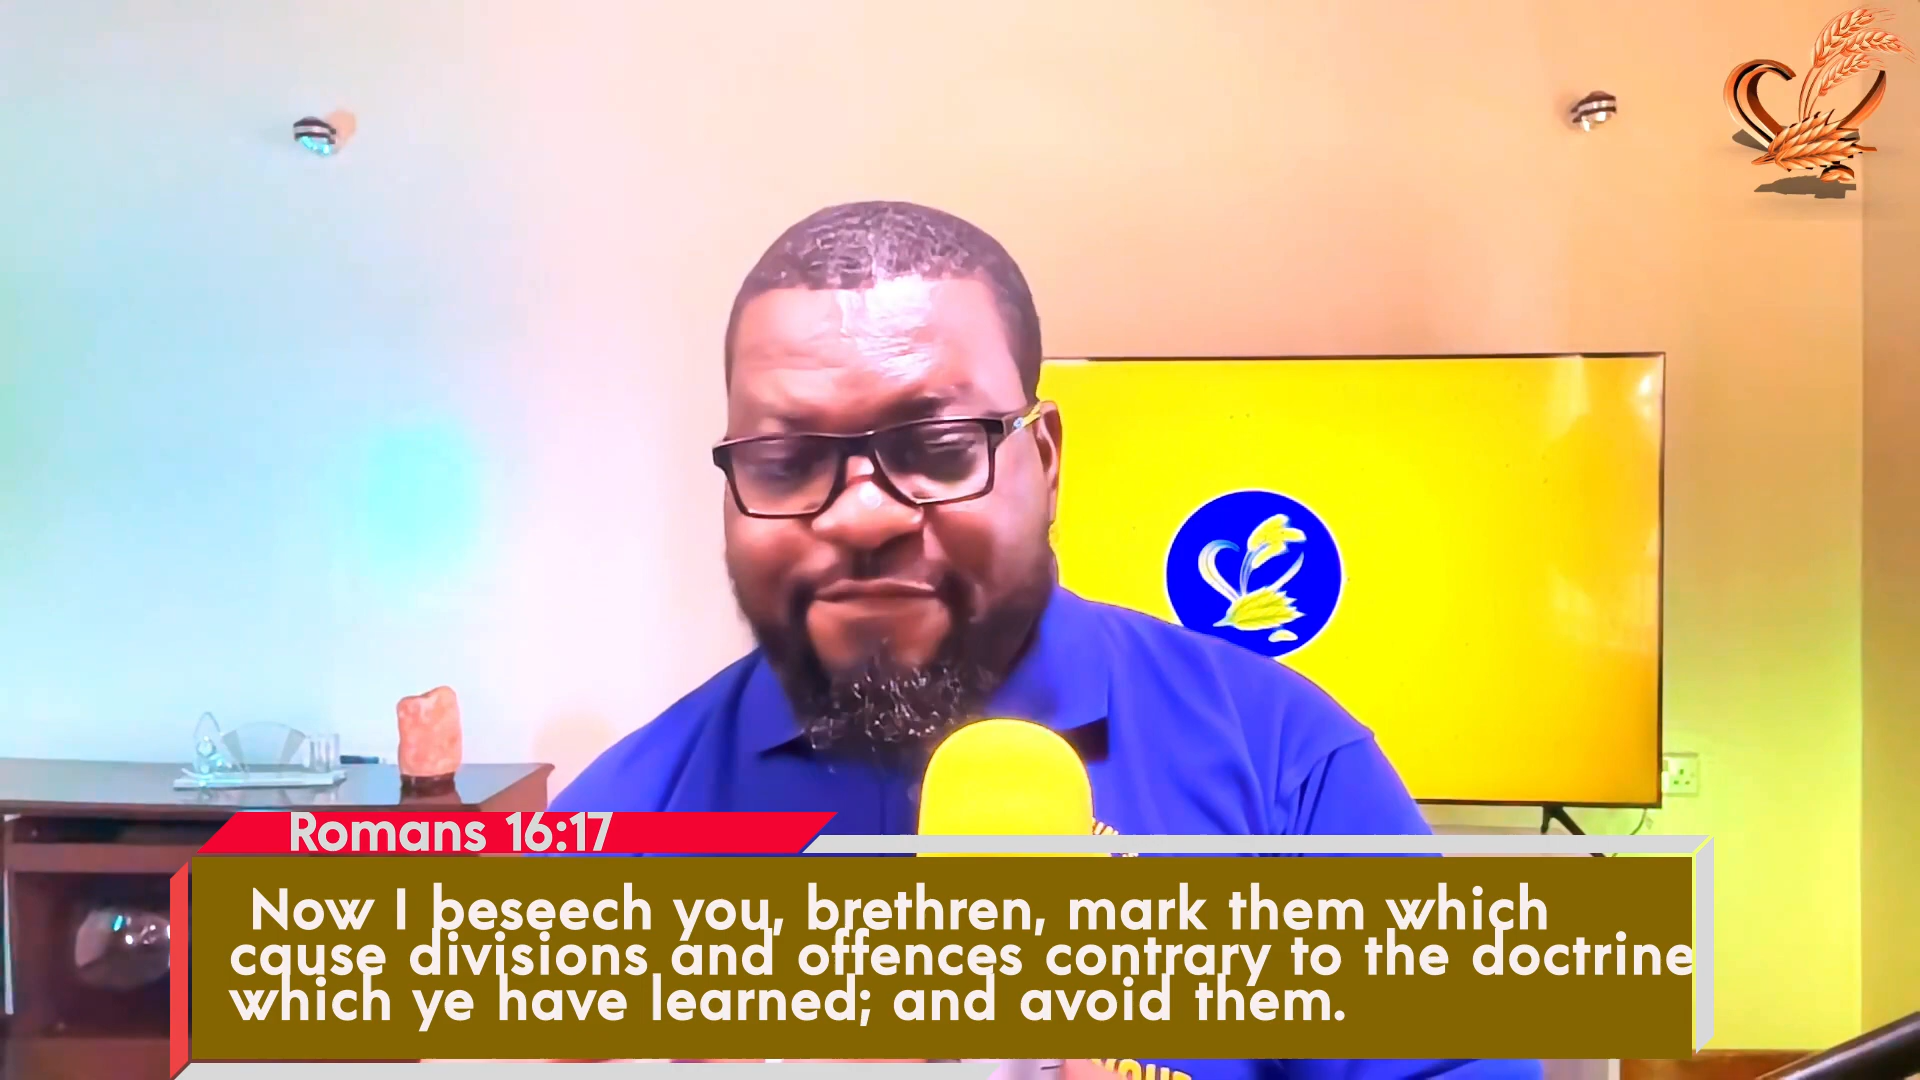 Romans 16:17
Now I beseech you, brethren, mark them which
cause divisions and offences contrary to the doctrine
which ye have learned; and avoid them.